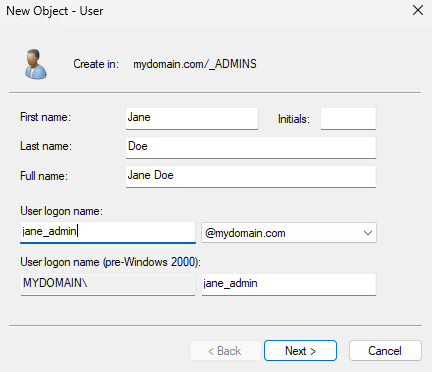 New Object - User
Create in: mydomain.com/_ADMINS
First name: Jane Initials:
Last name: Doe
Full name: Jane Doe
User logon name:
jane_admin @mydomain.com
User logon name (pre-Windows 2000):
MYDOMAIN\ jane_admin
< Back Next > Cancel